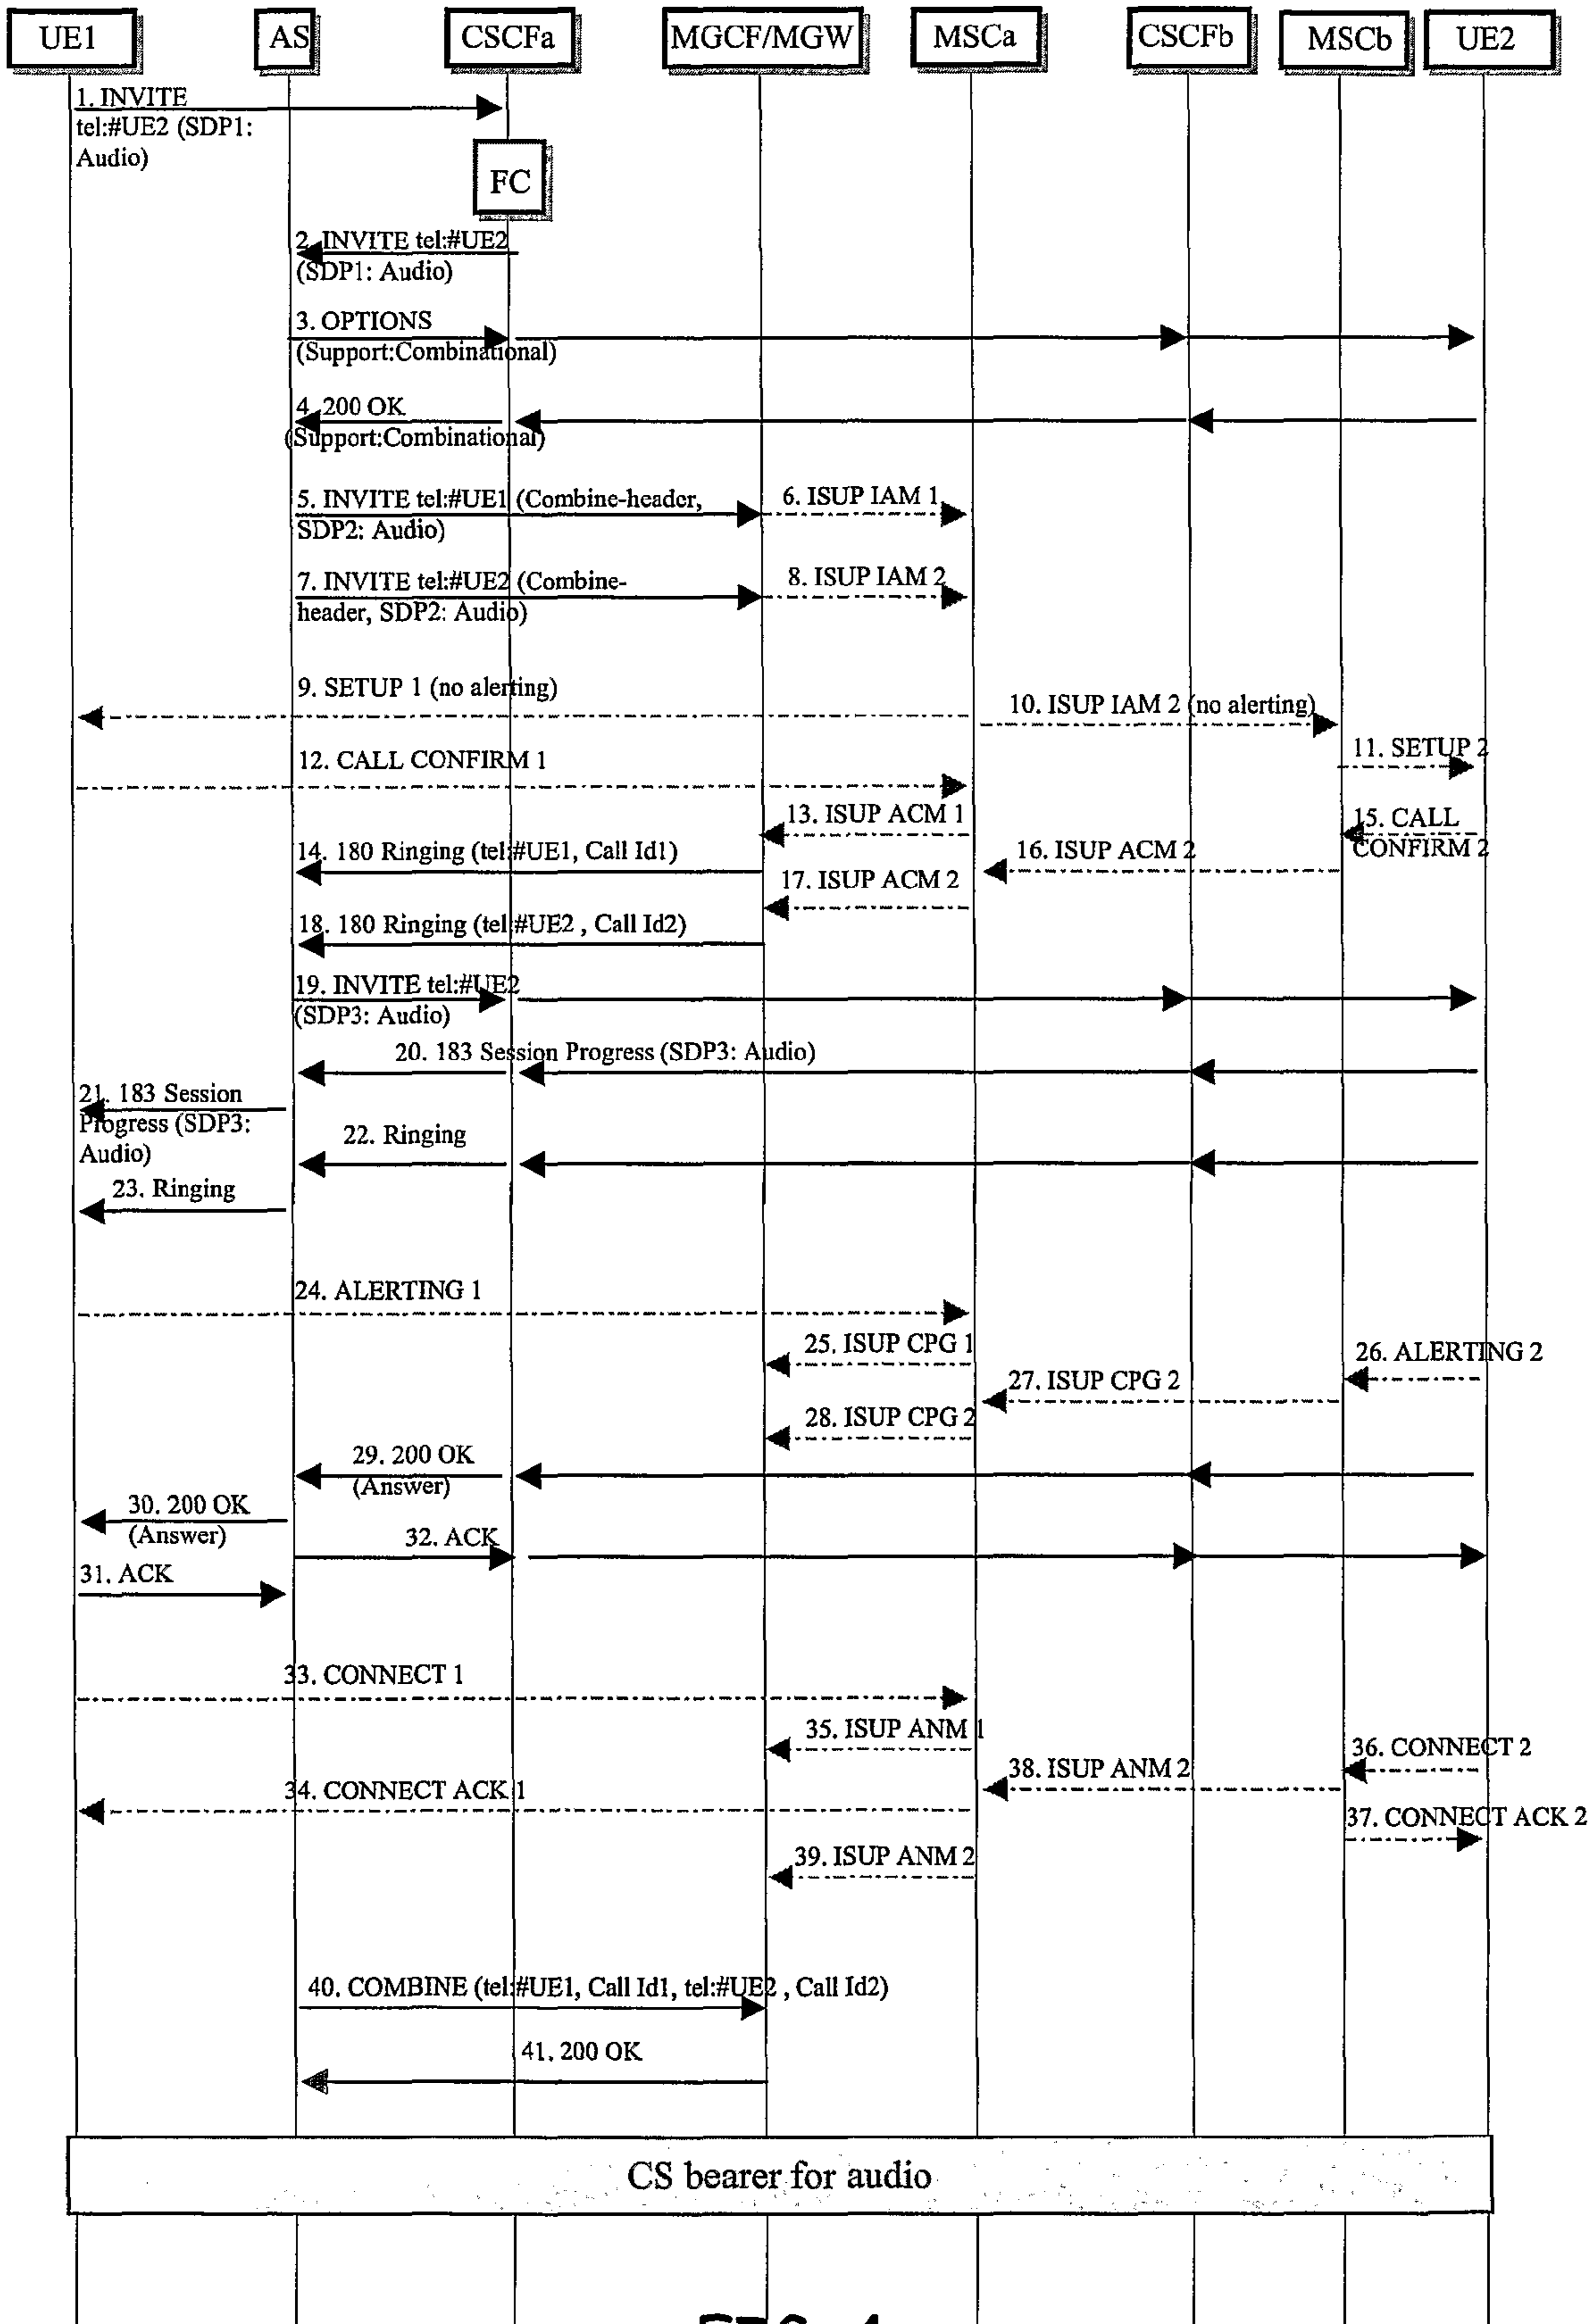 UE1
AS
CSCFa
MGCF/MGW
MSCa
CSCFb
MSCb
UE2
1. INVITE
tel:#UE2 (SDP1:
Audio)
FC
2. INVITE tel:#UE2
(SDP1: Audio)
3. OPTIONS
(Support:Combinational)
4. 200 OK
(Support:Combinational)
5. INVITE tel:#UE1 (Combine-header,
SDP2: Audio)
6. ISUP IAM 1
7. INVITE tel:#UE2 (Combine-
header, SDP2: Audio)
8. ISUP IAM 2
9. SETUP 1 (no alerting)
10. ISUP IAM 2 (no alerting)
11. SETUP 2
12. CALL CONFIRM 1
13. ISUP ACM 1
15. CALL
CONFIRM 2
14. 180 Ringing (tel:#UE1, Call Id1)
16. ISUP ACM 2
17. ISUP ACM 2
18. 180 Ringing (tel:#UE2 , Call Id2)
19. INVITE tel:#UE2
(SDP3: Audio)
20. 183 Session Progress (SDP3: Audio)
21. 183 Session
Progress (SDP3:
Audio)
22. Ringing
23. Ringing
24. ALERTING 1
25. ISUP CPG 1
26. ALERTING 2
27. ISUP CPG 2
28. ISUP CPG 2
29. 200 OK
(Answer)
30. 200 OK
(Answer)
32. ACK
31. ACK
33. CONNECT 1
35. ISUP ANM 1
36. CONNECT 2
38. ISUP ANM 2
34. CONNECT ACK 1
37. CONNECT ACK 2
39. ISUP ANM 2
40. COMBINE (tel:#UE1, Call Id1, tel:#UE2 , Call Id2)
41. 200 OK
CS bearer for audio